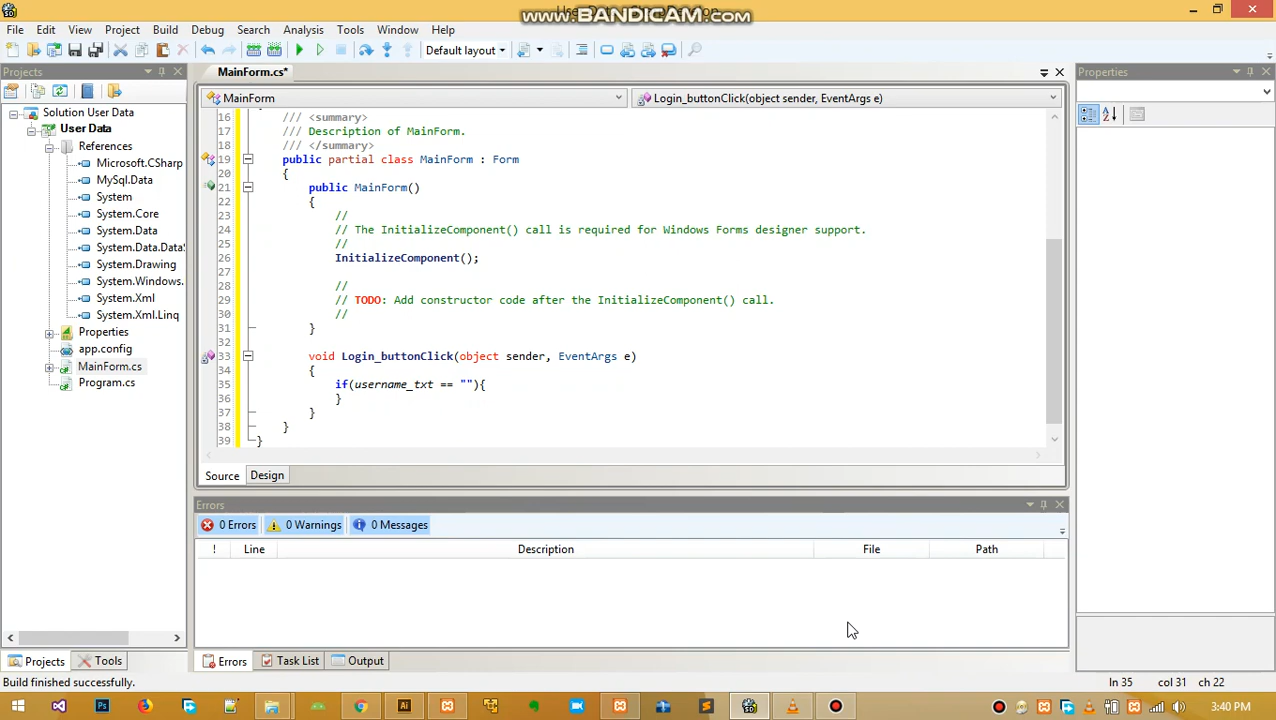 www.BANDICAM.com
File Edit View Project Build Debug Search Analysis Tools Window Help
Default layout
Projects
MainForm.cs*
Properties
MainForm
Login_buttonClick(object sender, EventArgs e)
Solution User Data
User Data
References
Microsoft.CSharp
MySql.Data
System
System.Core
System.Data
System.Data.DataS
System.Drawing
System.Windows.
System.Xml
System.Xml.Linq
Properties
app.config
MainForm.cs
Program.cs
16 /// <summary>
17 /// Description of MainForm.
18 /// </summary>
19 public partial class MainForm : Form
20 {
21 public MainForm()
22 {
23 //
24 // The InitializeComponent() call is required for Windows Forms designer support.
25 //
26 InitializeComponent();
27
28 //
29 // TODO: Add constructor code after the InitializeComponent() call.
30 //
31 }
32
33 void Login_buttonClick(object sender, EventArgs e)
34 {
35 if(username_txt == ""){
36 }
37 }
38 }
39 }
Source Design
Errors
0 Errors 0 Warnings 0 Messages
! Line Description File Path
Projects Tools
Errors Task List Output
Build finished successfully.
ln 35 col 31 ch 22
3:40 PM